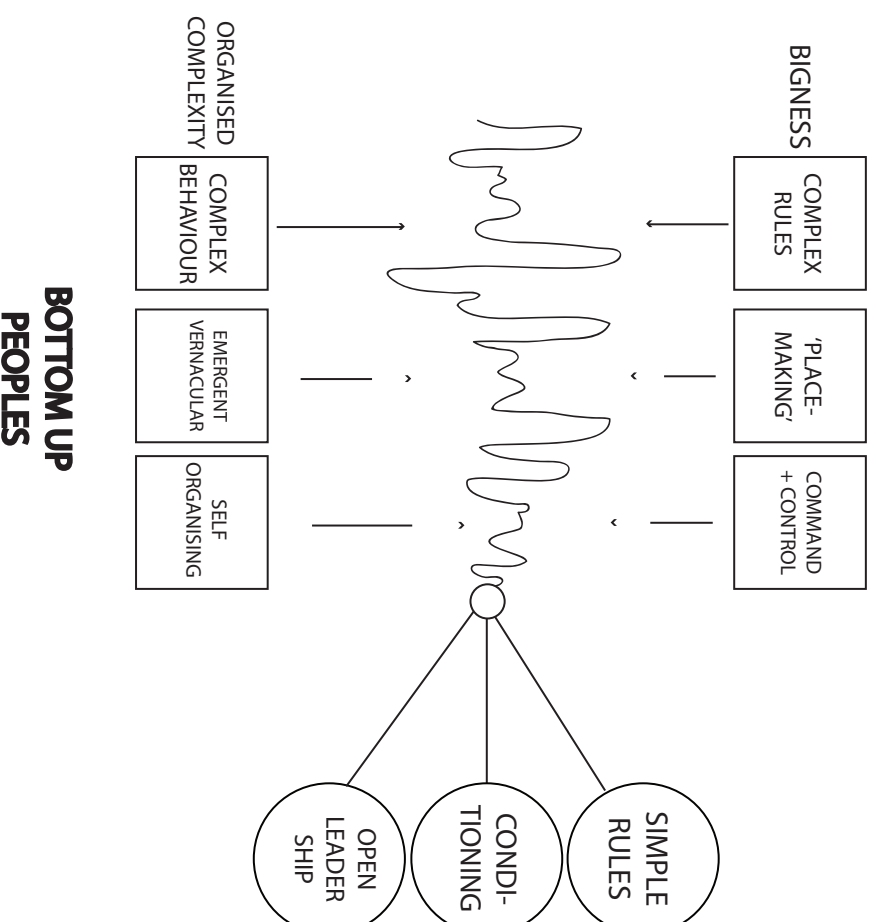 BIGNESS
COMPLEX
RULES
'PLACE-
MAKING'
COMMAND
+ CONTROL
SIMPLE
RULES
CONDI-
TIONING
OPEN
LEADER
SHIP
ORGANISED
COMPLEXITY
COMPLEX
BEHAVIOUR
EMERGENT
VERNACULAR
SELF
ORGANISING
BOTTOM UP
PEOPLES